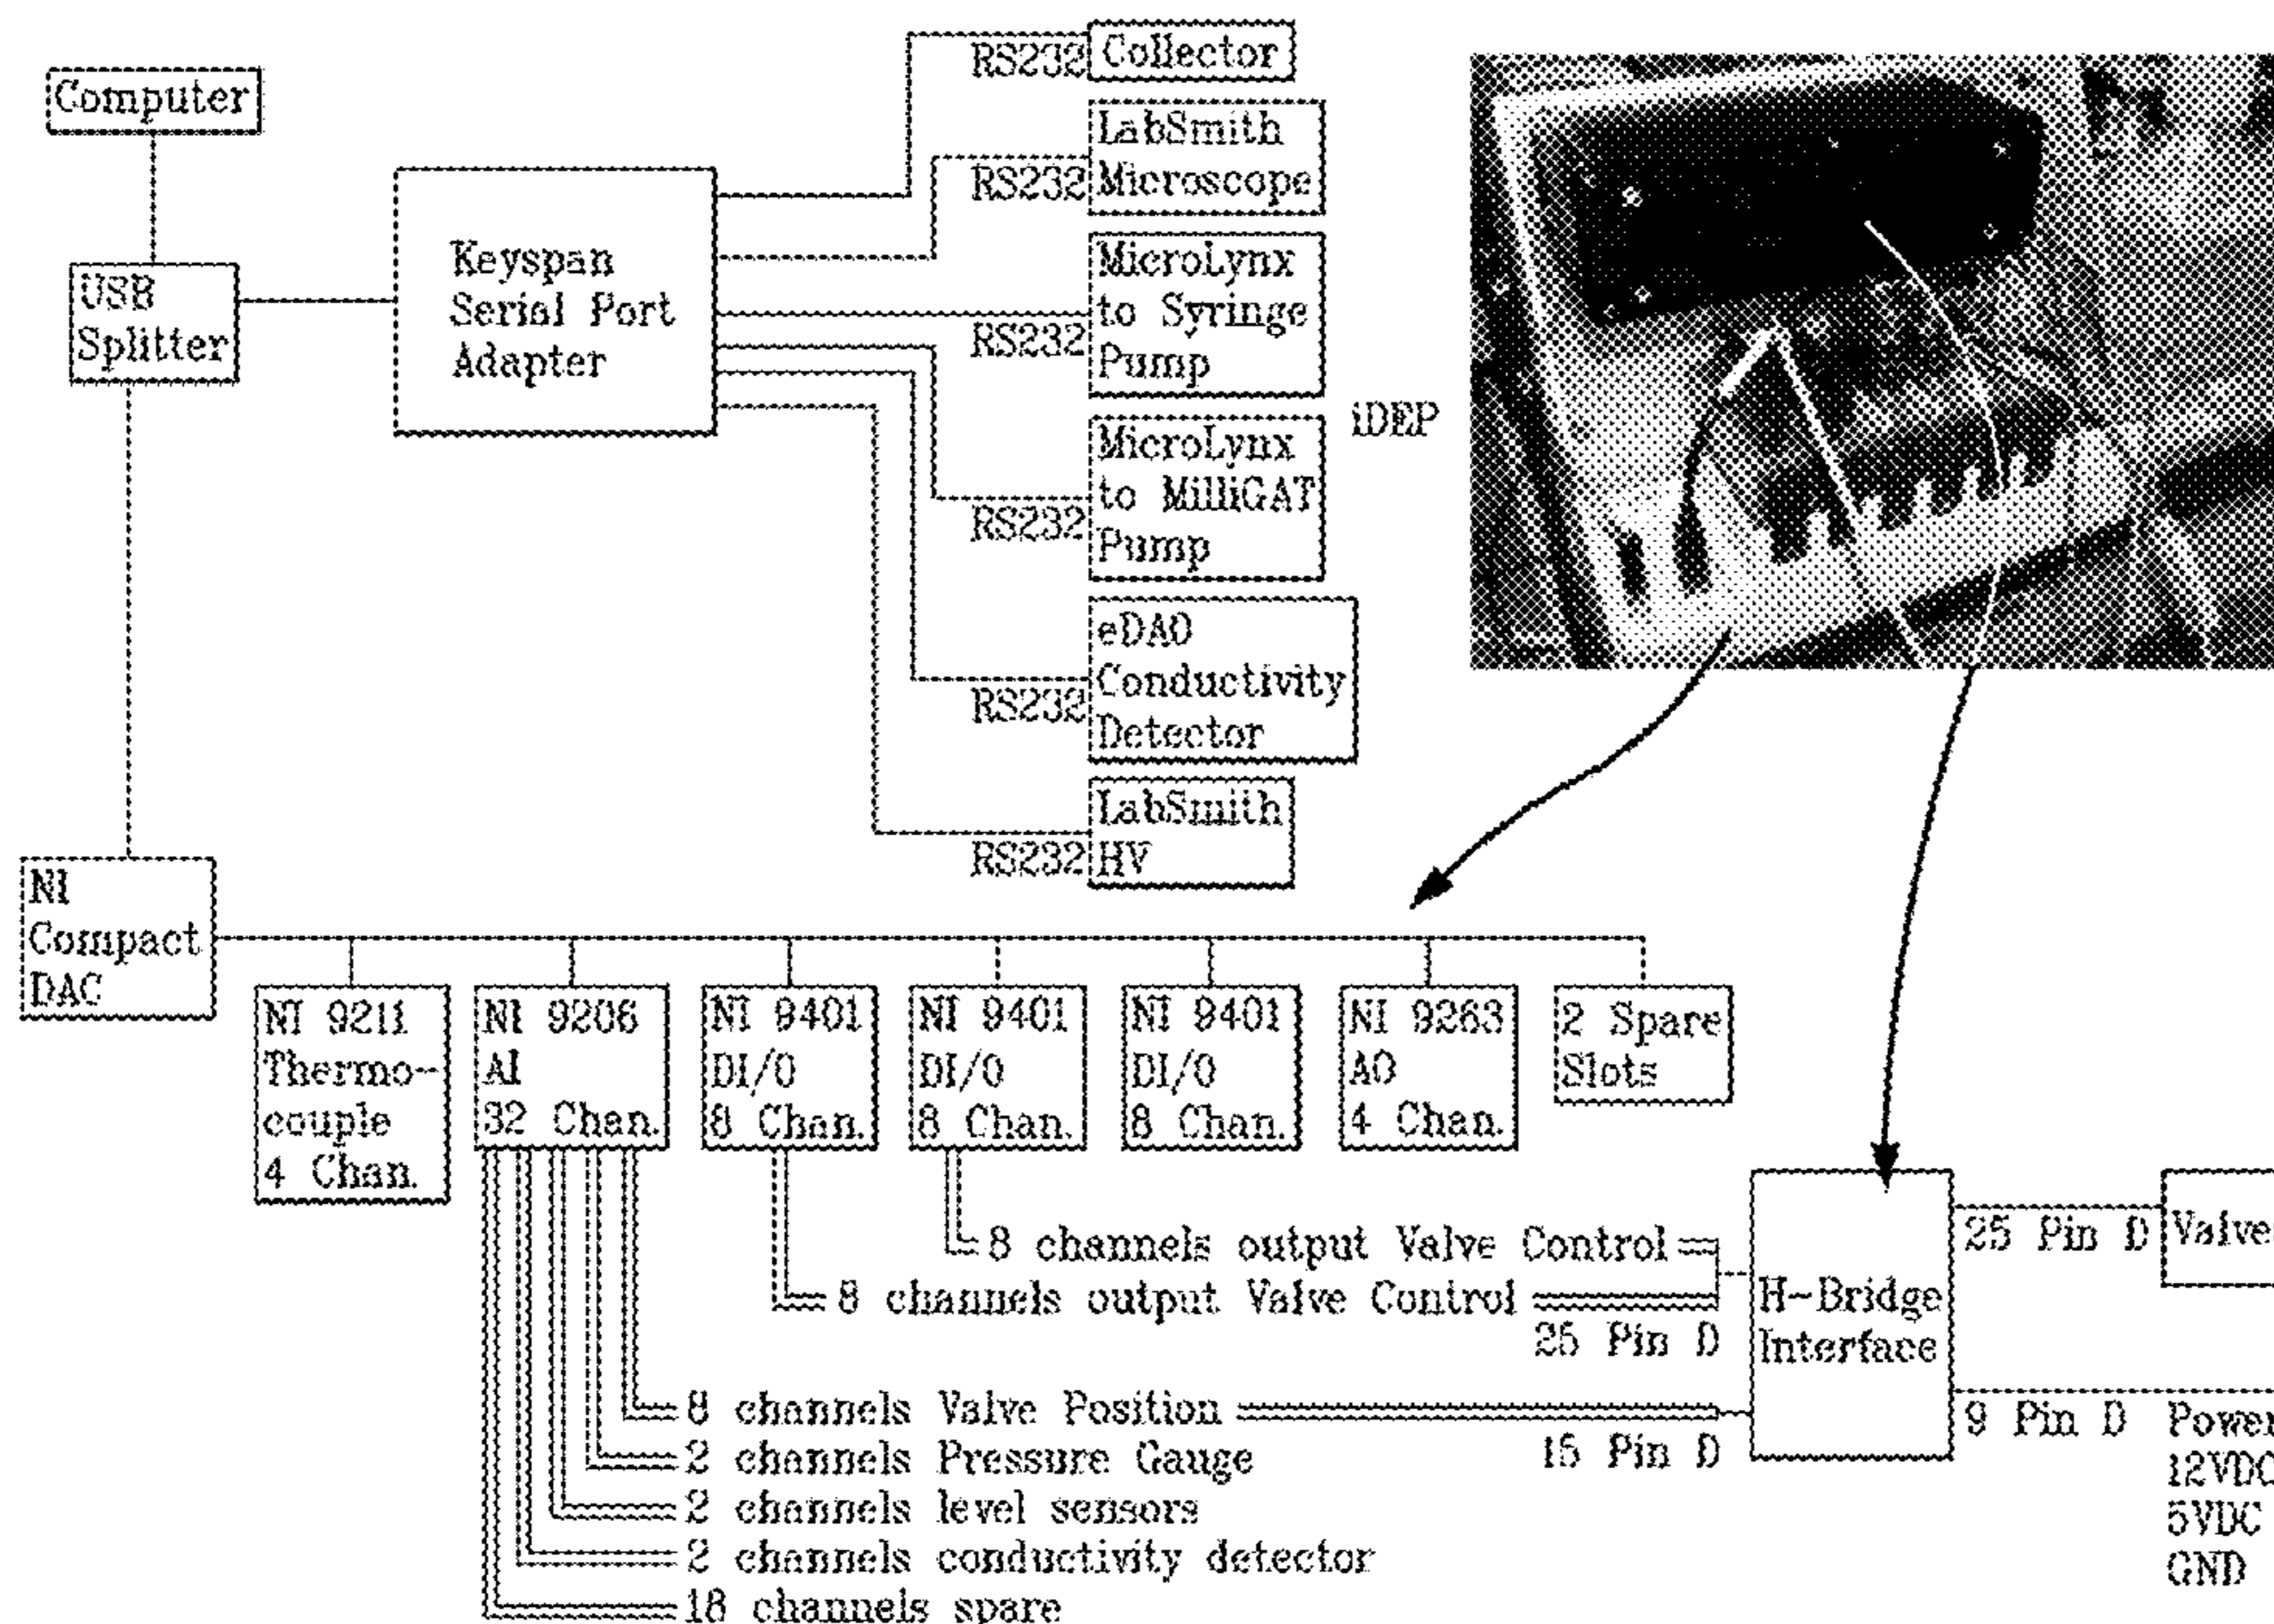 Computer
USB
Splitter
Keyspan
Serial Port
Adapter
RS232
Collector
RS232
LabSmith
Microscope
RS232
MicroLynx
to Syringe
Pump
iDEP
RS232
MicroLynx
to MilliGAT
Pump
RS232
eDAQ
Conductivity
Detector
RS232
LabSmith
HV
NI
Compact
DAC
NI 9211
Thermo-
couple
4 Chan.
NI 9206
AI
32 Chan.
NI 9401
DI/0
8 Chan.
NI 9401
DI/0
8 Chan.
NI 9401
DI/0
8 Chan.
NI 9263
AO
4 Chan.
2 Spare
Slots
8 channels output Valve Control
8 channels output Valve Control
25 Pin D
H-Bridge
Interface
25 Pin D
Valve
8 channels Valve Position
15 Pin D
2 channels Pressure Gauge
2 channels level sensors
2 channels conductivity detector
18 channels spare
9 Pin D
Power
12VDC
5VDC
GND